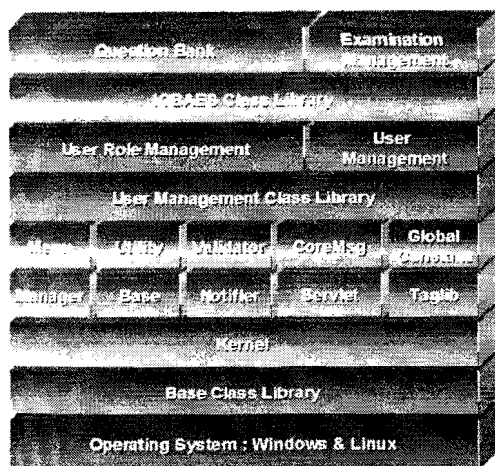 Question Bank
Examination Management
Class Library
User Role Management
User Management
User Management Class Library
Menu Utility Validator CoreMsg Global
Manager Base Notifier Servlet Taglib
Kernel
Base Class Library
Operating System : Windows & Linux